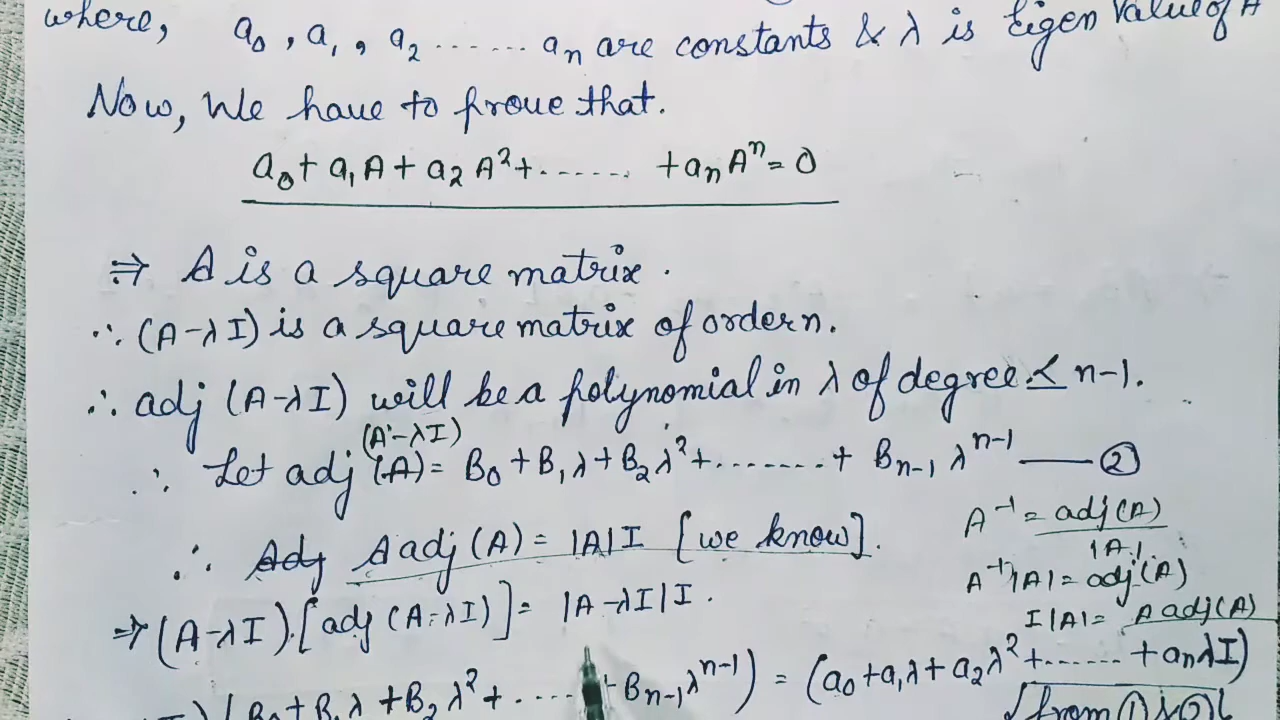 where, a₀, a₁, a₂ ....... aₙ are constants & λ is Eigen Value of A
Now, We have to prove that.
a₀ + a₁A + a₂A² + ....... + aₙAⁿ = 0
⇒ A is a square matrix.
∴ (A-λI) is a square matrix of order n.
∴ adj (A-λI) will be a polynomial in λ of degree ≤ n-1.
(A-λI)
∴ Let adj (A) = B₀ + B₁λ + B₂λ² + ........ + Bₙ₋₁ λⁿ⁻¹ —— ②
A⁻¹ = adj(A)
|A|
∴ A adj (A) = |A| I [we know].
A⁻¹|A| = adj(A)
I|A| = A adj(A)
⇒ (A-λI).[adj (A-λI)] = |A-λI|I.
(B₀ + B₁λ + B₂λ² + ..... + Bₙ₋₁λⁿ⁻¹) = (a₀ + a₁λ + a₂λ² + ....... + aₙλI)
from ① & ②